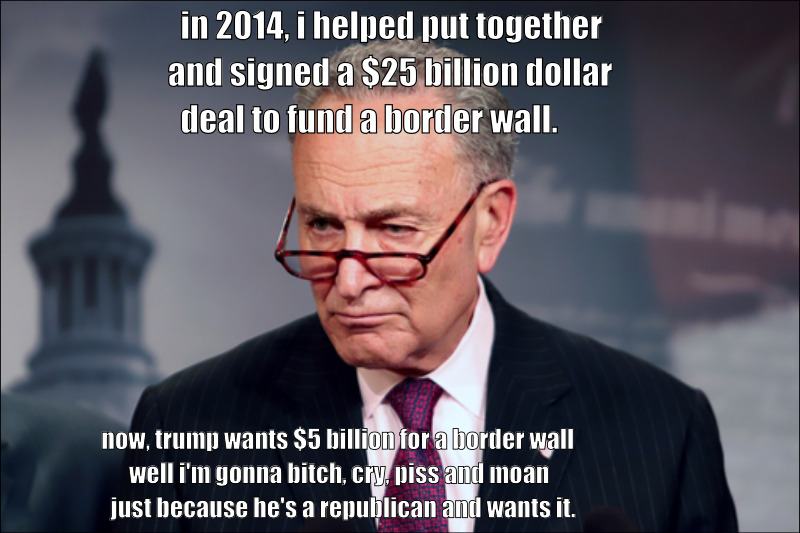 in 2014, i helped put together
and signed a $25 billion dollar
deal to fund a border wall.
now, trump wants $5 billion for a border wall
well i'm gonna bitch, cry, piss and moan
just because he's a republican and wants it.